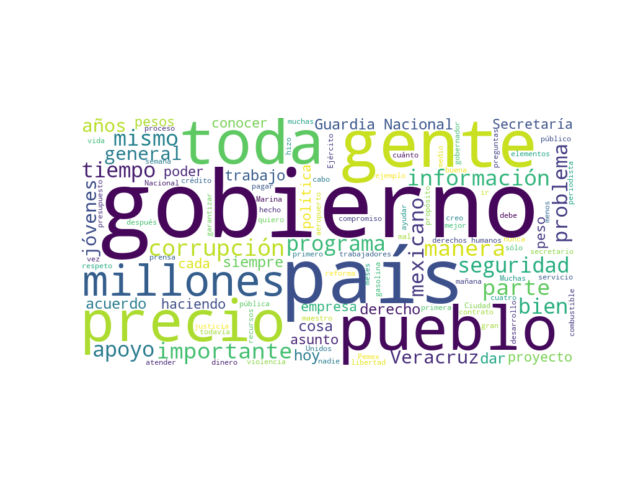 años pesos conocer muchas Guardia Nacional Secretaría
proceso toda gente público
vida mismo hizo cuánto elementos
general Ejército gobernador preguntas
semana periodista
tiempo poder trabajo cabo ejemplo información problema
Nacional crédito pagar política ir menos
jóvenes presupuesto Marina
gobierno
después garantizar quiero aeropuerto compromiso ayudar propósito creo mejor debe peso
corrupción programa mal manera derechos humanos nunca
vez primero trabajadores mexicano sólo secretario
respeto prensa cada siempre reforma meses gasolina mañana seguridad
millones país Muchas parte
cuatro
acuerdo haciendo pública empresa derecho primera desarrollo bien
precio recursos maestro contrato gran combustible
justicia cosa pueblo
todavía asunto
apoyo importante hoy Unidos Pemex Veracruz dar proyecto
nadie libertad
atender dinero violencia servicio